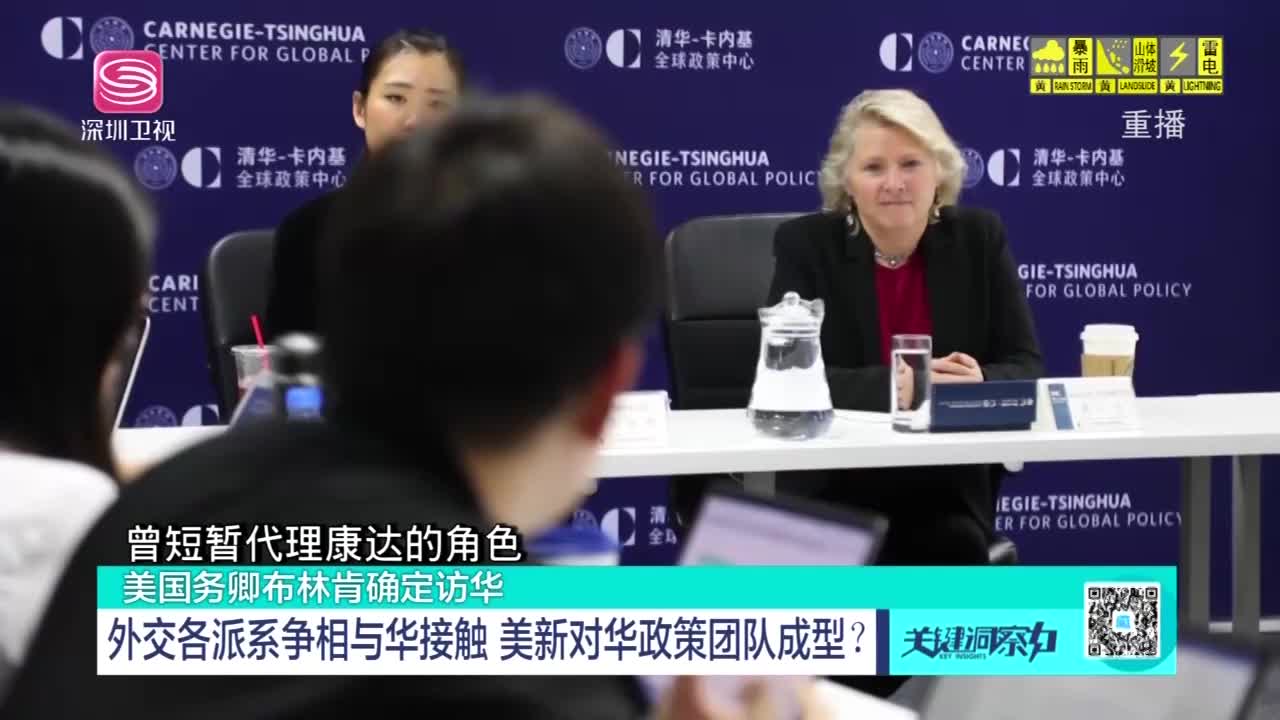 CARNEGIE-TSINGHUA
CENTER FOR GLOBAL POLICY
清华-卡内基
全球政策中心
CARNE
CENTER
暴雨
黄 RAIN STORM
山体滑坡
黄 LANDSLIDE
雷电
黄 LIGHTNING
深圳卫视
重播
清华-卡内基
全球政策中心
NEGIE-TSINGHUA
R FOR GLOBAL POLICY
清华-卡内基
全球政策中心
CARI
CENT
GIE-TSINGHUA
FOR GLOBAL POLICY
清
全球
NEGIE-TSINGHUA
ER FOR GLOBAL POLICY
曾短暂代理康达的角色
美国务卿布林肯确定访华
外交各派系争相与华接触 美新对华政策团队成型？
关键洞察力
KEY INSIGHTS